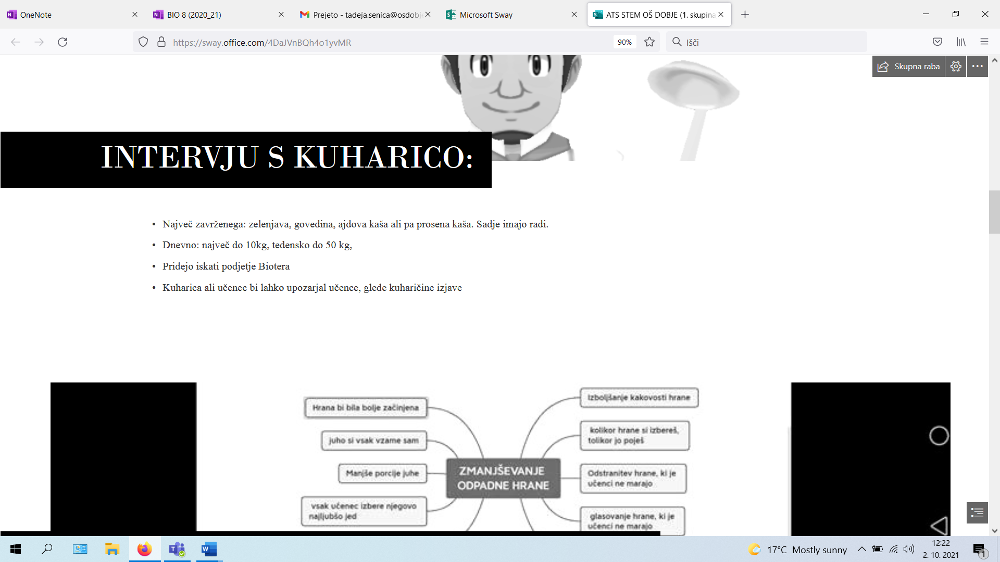 OneNote
BIO 8 (2020_21)
Prejeto - tadeja.senica@osdobj
Microsoft Sway
ATS STEM OŠ DOBJE (1. skupina
https://sway.office.com/4DaJVnBQh4o1yvMR
90%
Išči
Skupna raba
INTERVJU S KUHARICO:
• Največ zavrženega: zelenjava, govedina, ajdova kaša ali pa prosena kaša. Sadje imajo radi.
• Dnevno: največ do 10kg, tedensko do 50 kg,
• Pridejo iskati podjetje Biotera
• Kuharica ali učenec bi lahko upozarjal učence, glede kuharičine izjave
Hrana bi bila bolje začinjena
juho si vsak vzame sam
Manjše porcije juhe
vsak učenec izbere njegovo
najljubšo jed
ZMANJŠEVANJE
ODPADNE HRANE
Izboljšanje kakovosti hrane
kolikor hrane si izbereš,
tolikor jo poješ
Odstranitev hrane, ki je
učenci ne marajo
glasovanje hrane, ki je
učenci ne marajo
17°C Mostly sunny
12:22
2. 10. 2021
1